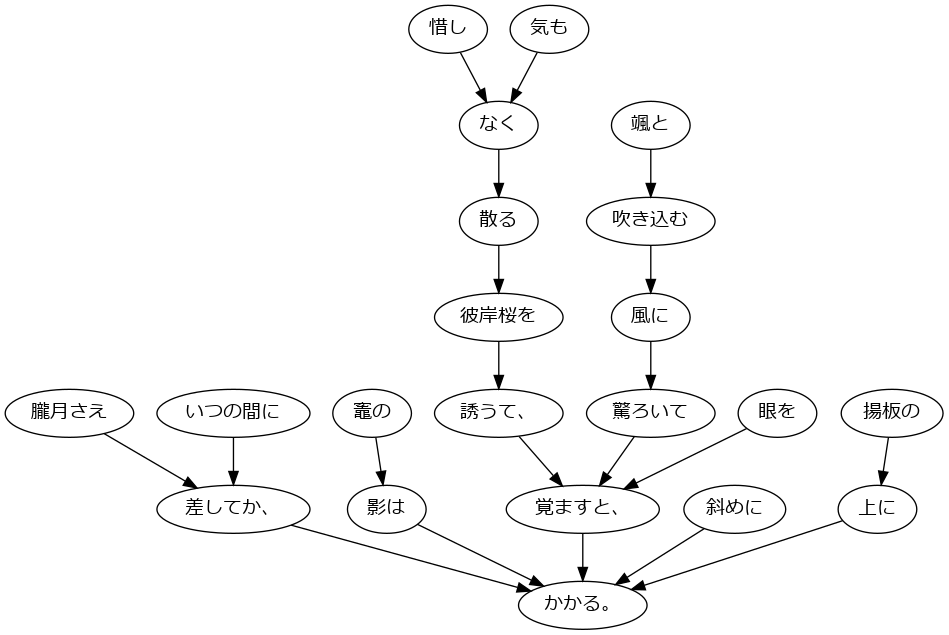 惜し
気も
なく
颯と
散る
吹き込む
彼岸桜を
風に
朧月さえ
いつの間に
竈の
誘うて、
驚ろいて
眼を
揚板の
差してか、
影は
覚ますと、
斜めに
上に
かかる。